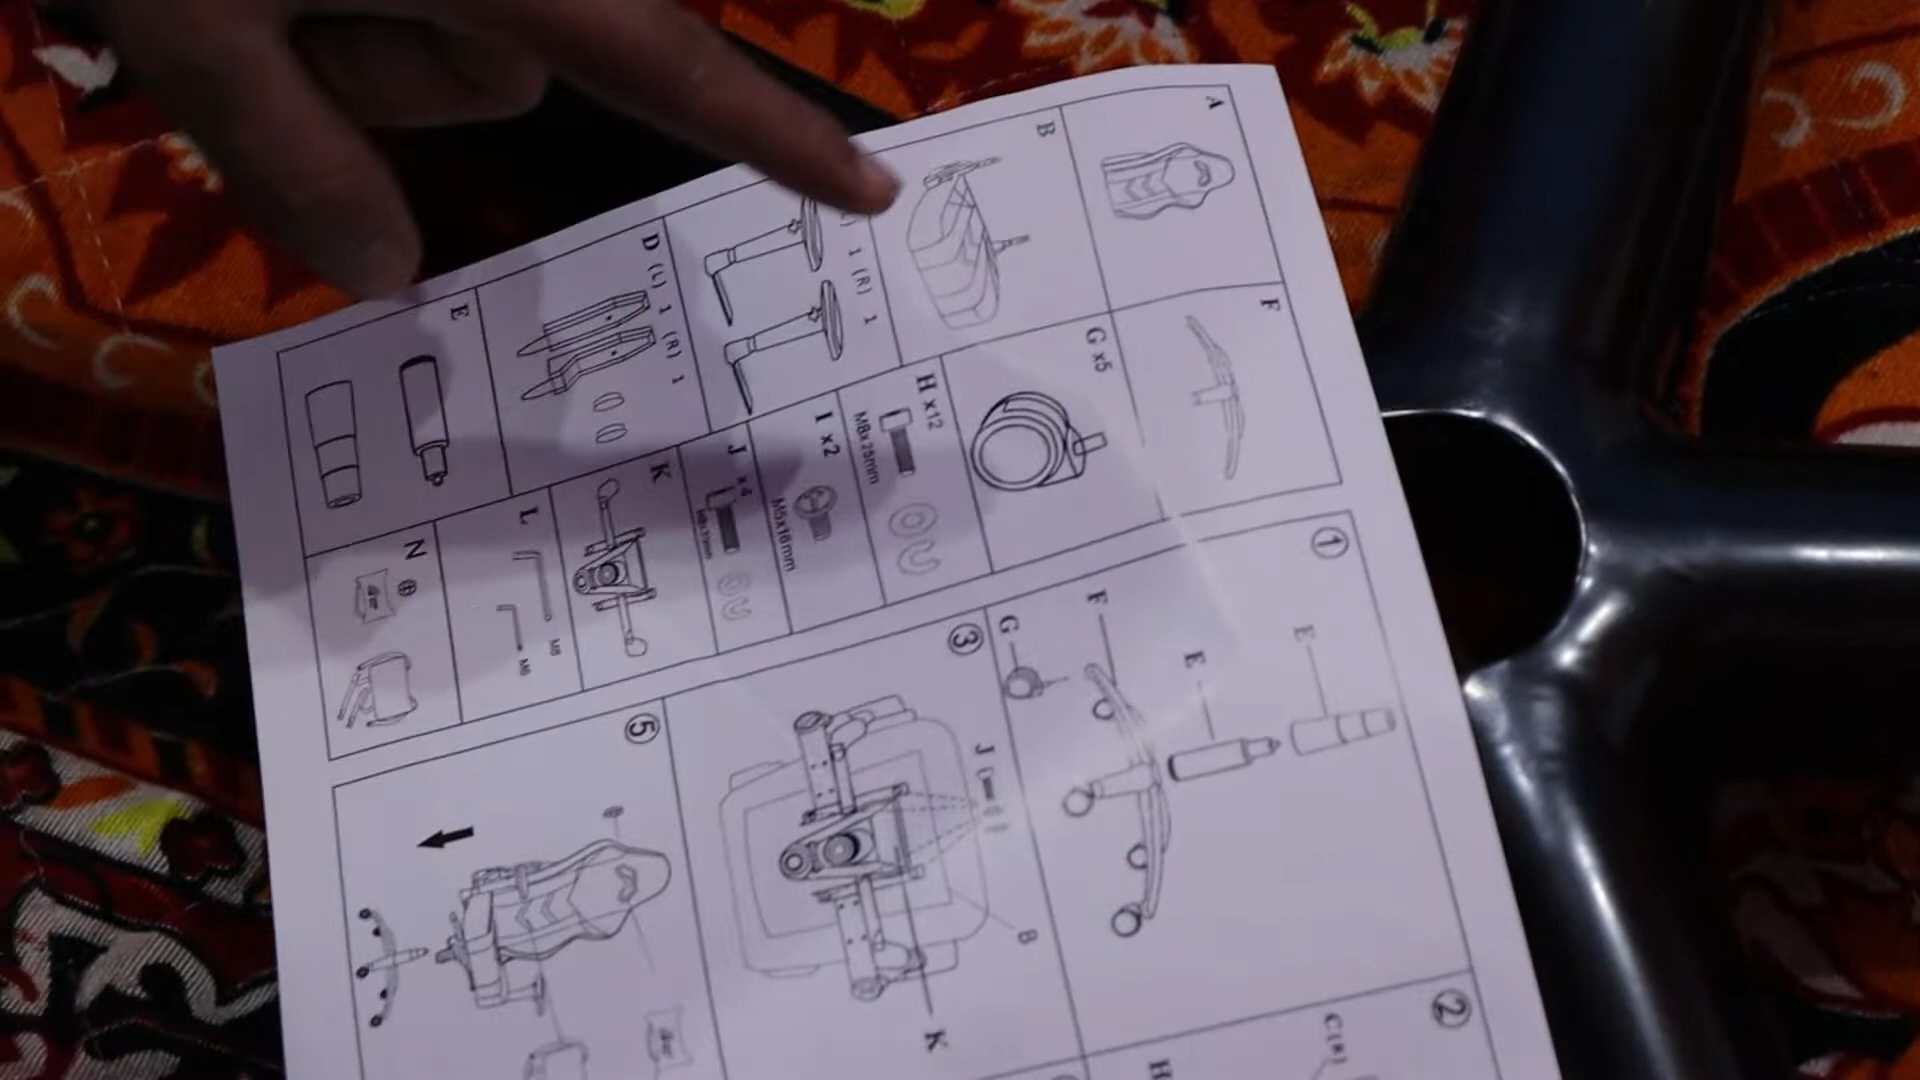 A
B
1 (R) 1
D (L) 1 (R) 1
E
F
G x5
H x12
M8x25mm
I x2
M5x16mm
J x4
K
L
M8
M6
N
1
E
E
F
G
3
J
B
K
5
2
C(R)
H